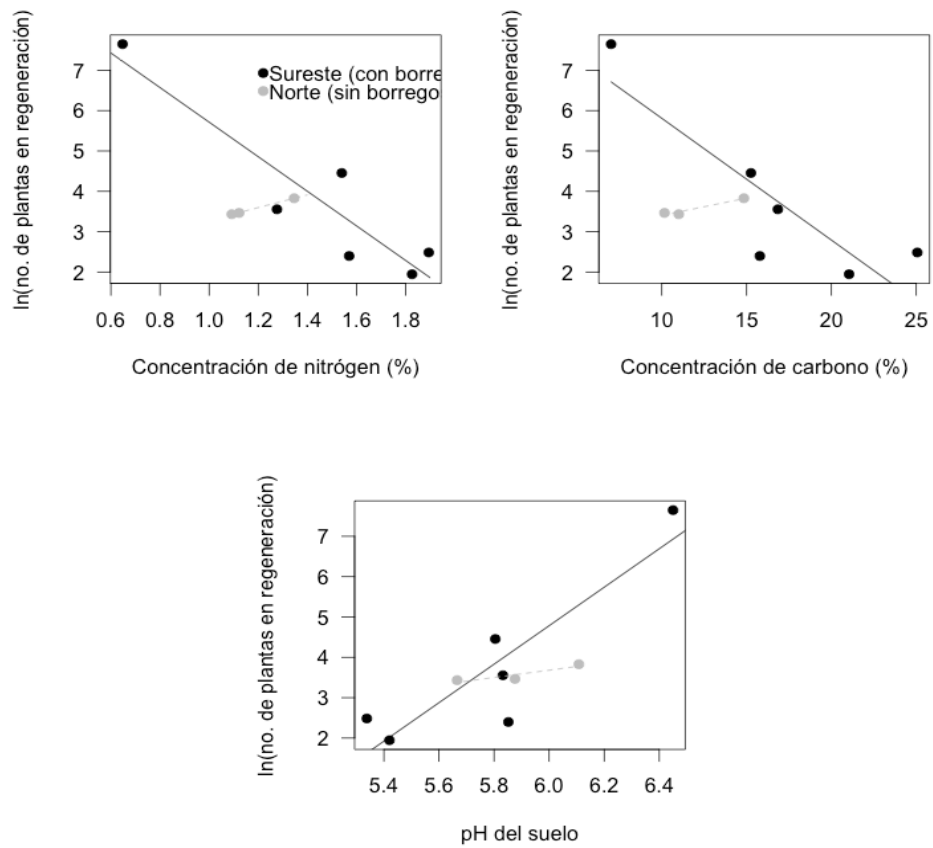 ln(no. de plantas en regeneración)
7
6
5
4
3
2
Sureste (con borre
Norte (sin borrego
0.6 0.8 1.0 1.2 1.4 1.6 1.8
Concentración de nitrógen (%)
ln(no. de plantas en regeneración)
7
6
5
4
3
2
10 15 20 25
Concentración de carbono (%)
ln(no. de plantas en regeneración)
7
6
5
4
3
2
5.4 5.6 5.8 6.0 6.2 6.4
pH del suelo